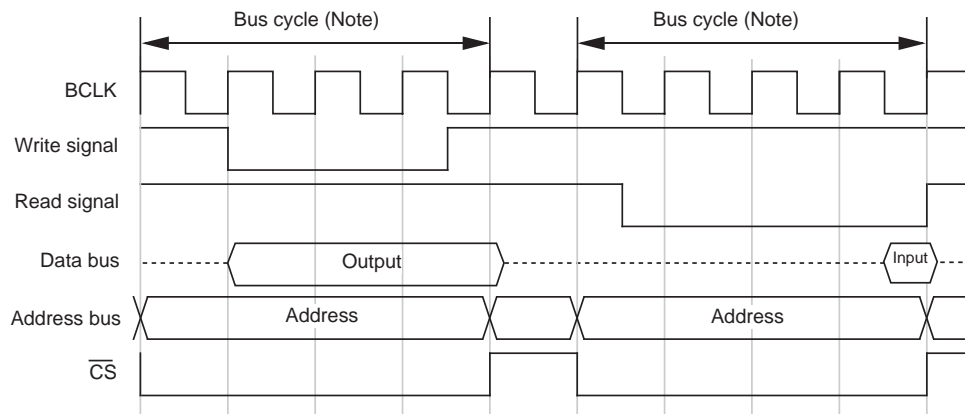 Bus cycle (Note) Bus cycle (Note)
BCLK
Write signal
Read signal
Data bus Output Input
Address bus Address Address
C̅S̅